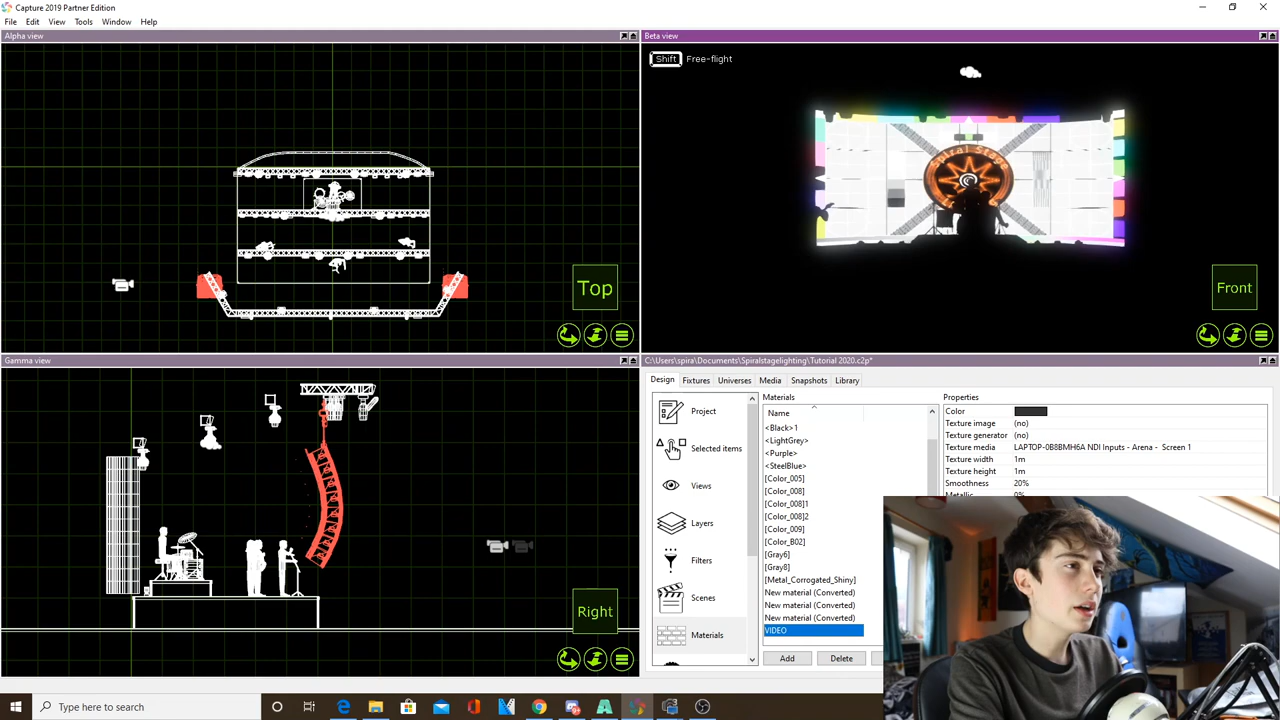 Capture 2019 Partner Edition
File Edit View Tools Window Help
Alpha view
Top
Beta view
Shift Free-flight
Spiral Stage
Front
Gamma view
Right
C:\Users\spira\Documents\Spiralstagelighting\Tutorial 2020.c2p*
Design Fixtures Universes Media Snapshots Library
Project
Selected items
Views
Layers
Filters
Scenes
Materials
Materials
Name
<Black>1
<LightGrey>
<Purple>
<SteelBlue>
[Color_005]
[Color_008]
[Color_008]1
[Color_008]2
[Color_009]
[Color_B02]
[Gray6]
[Gray8]
[Metal_Corrogated_Shiny]
New material (Converted)
New material (Converted)
New material (Converted)
VIDEO
Add Delete
Properties
Color
Texture image (no)
Texture generator (no)
Texture media LAPTOP-0B8BMH6A NDI Inputs - Arena - Screen 1
Texture width 1m
Texture height 1m
Smoothness 20%
Metallic 0%
Type here to search